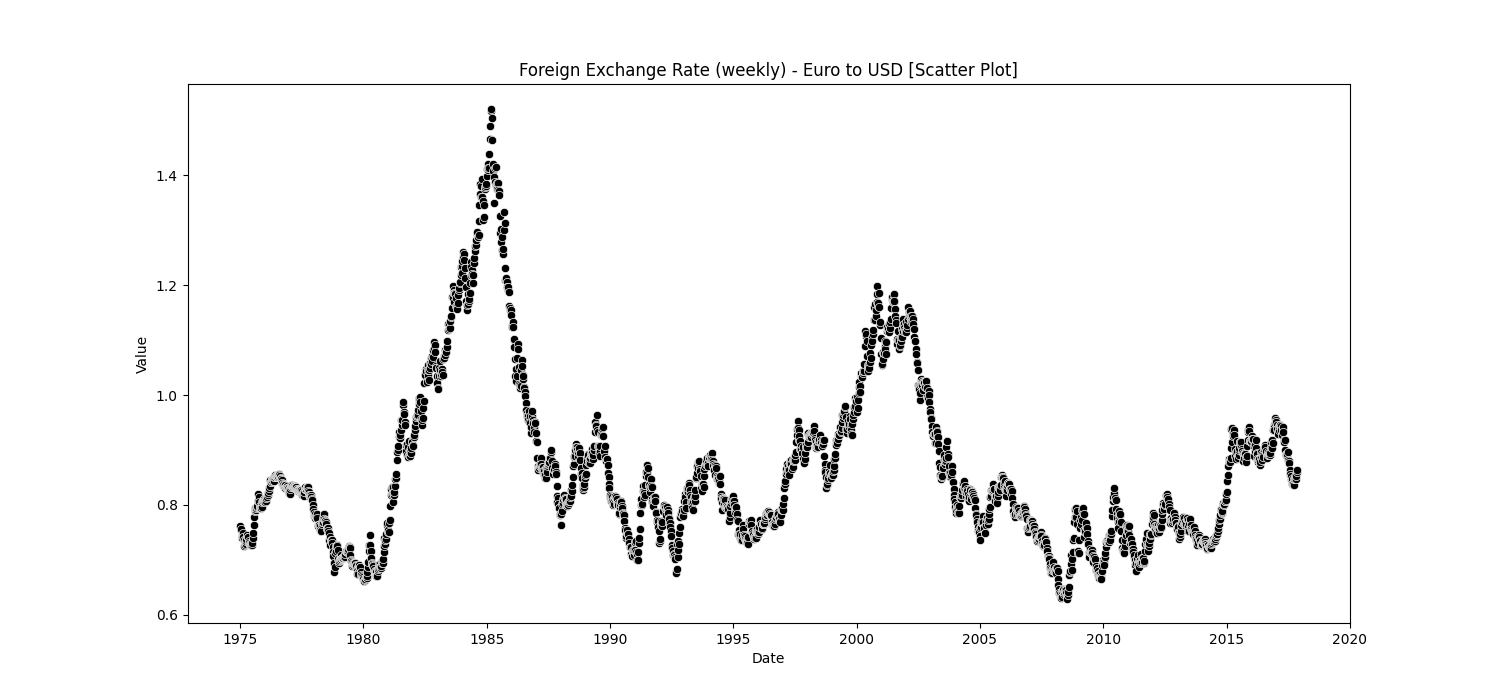 Foreign Exchange Rate (weekly) - Euro to USD [Scatter Plot]
Value
1.4
1.2
1.0
0.8
0.6
1975 1980 1985 1990 1995 2000 2005 2010 2015 2020
Date